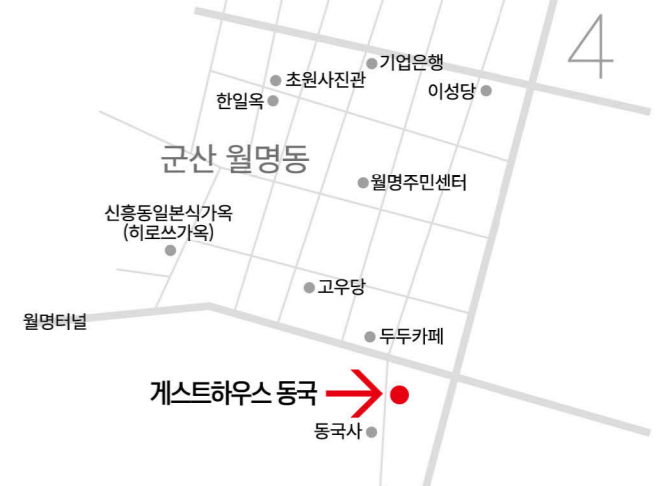 4
기업은행
초원사진관
이성당
한일옥
군산 월명동
월명주민센터
신흥동일본식가옥
(히로쓰가옥)
고우당
월명터널
두두카페
게스트하우스 동국
동국사